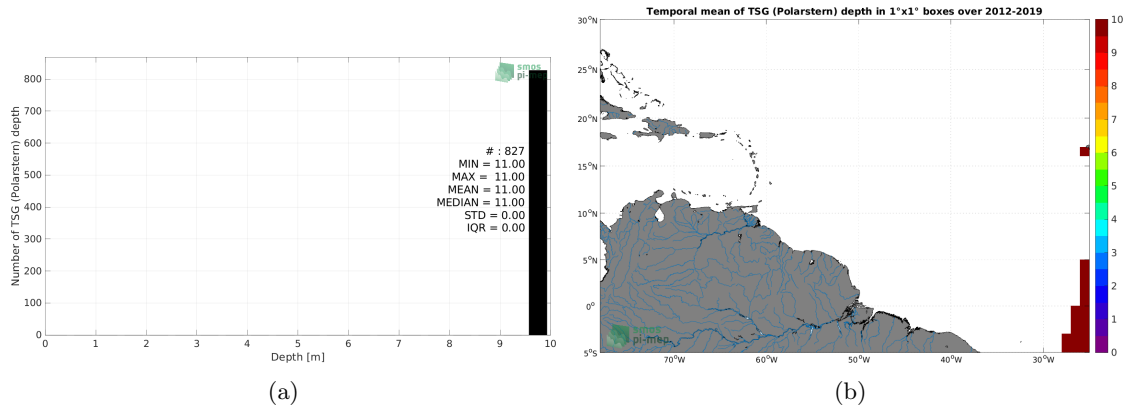 smos
pi-mep
Number of TSG (Polarstern) depth
800
700
600
500
400
300
200
100
0
# : 827
MIN = 11.00
MAX = 11.00
MEAN = 11.00
MEDIAN = 11.00
STD = 0.00
IQR = 0.00
0 1 2 3 4 5 6 7 8 9 10
Depth [m]
(a)
Temporal mean of TSG (Polarstern) depth in 1°x1° boxes over 2012-2019
30°N
25°N
20°N
15°N
10°N
5°N
0°
5°S
70°W 60°W 50°W 40°W 30°W
smos
pi-mep
10
9
8
7
6
5
4
3
2
1
0
(b)